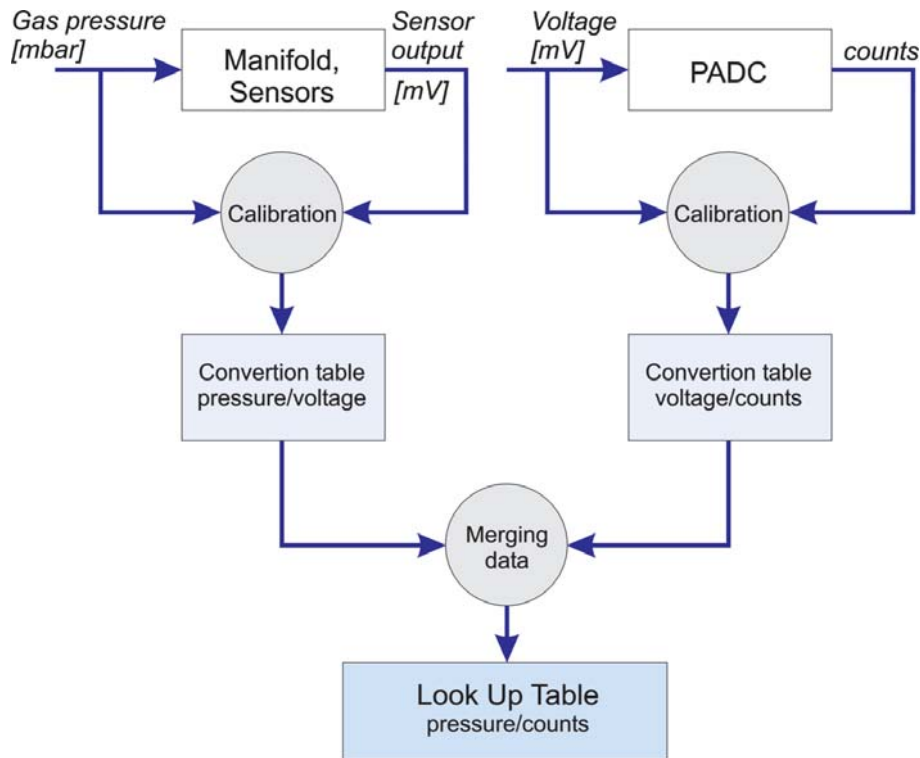 Gas pressure
[mbar]
Manifold,
Sensors
Sensor
output
[mV]
Voltage
[mV]
PADC
counts
Calibration
Calibration
Convertion table
pressure/voltage
Convertion table
voltage/counts
Merging
data
Look Up Table
pressure/counts